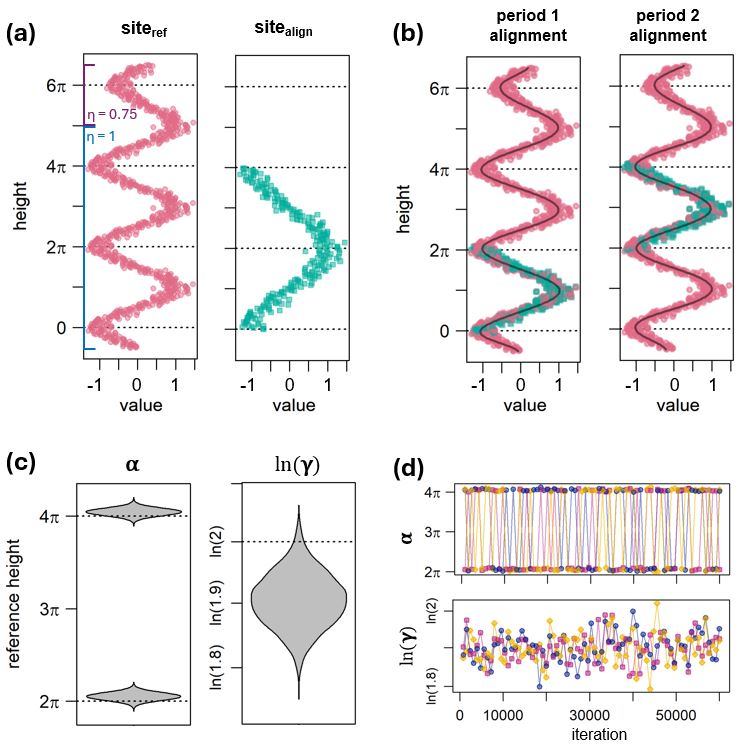 (a)
site_ref
site_align
height
6π
4π
2π
0
η = 0.75
η = 1
-1 0 1
value
-1 0 1
value
(b)
period 1
alignment
period 2
alignment
height
6π
4π
2π
0
-1 0 1
value
-1 0 1
value
(c)
α
ln(γ)
reference height
4π
3π
2π
ln(2)
ln(1.9)
ln(1.8)
(d)
α
4π
3π
2π
ln(γ)
ln(2)
ln(1.8)
0 10000 30000 50000
iteration